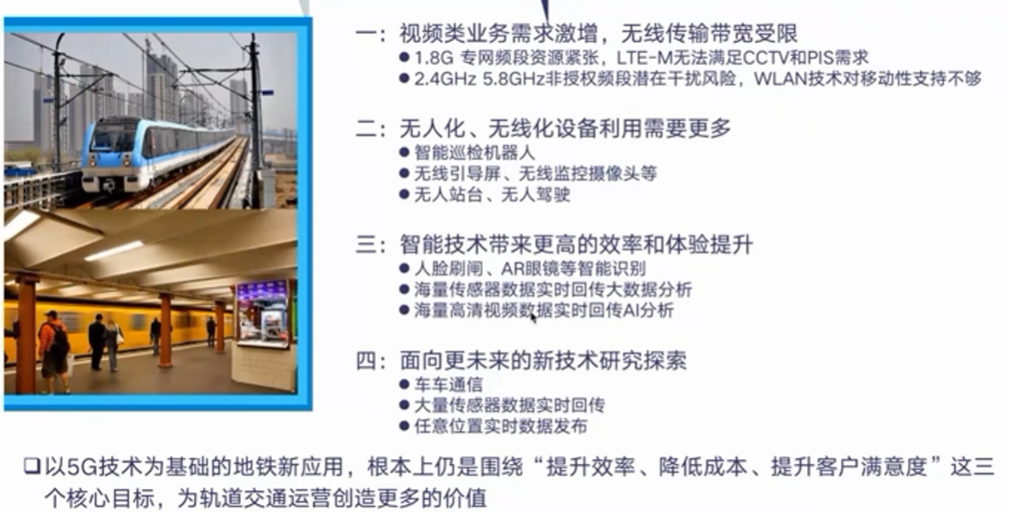 一：视频类业务需求激增，无线传输带宽受限
●1.8G 专网频段资源紧张，LTE-M无法满足CCTV和PIS需求
●2.4GHz 5.8GHz非授权频段潜在干扰风险，WLAN技术对移动性支持不够
二：无人化、无线化设备利用需要更多
●智能巡检机器人
●无线引导屏、无线监控摄像头等
●无人站台、无人驾驶
三：智能技术带来更高的效率和体验提升
●人脸刷闸、AR眼镜等智能识别
●海量传感器数据实时回传大数据分析
●海量高清视频数据实时回传AI分析
四：面向更未来的新技术研究探索
●车车通信
●大量传感器数据实时回传
●任意位置实时数据发布
❑以5G技术为基础的地铁新应用，根本上仍是围绕“提升效率、降低成本、提升客户满意度”这三
个核心目标，为轨道交通运营创造更多的价值